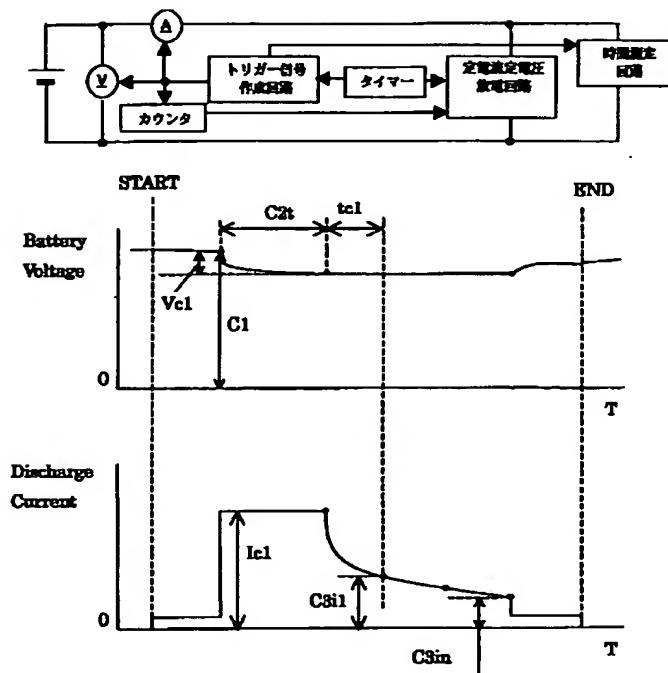 A
V
トリガー信号
作成回路
タイマー
定電流定電圧
放電回路
時間測定
回路
カウンタ
START
END
C2t
tc1
Battery
Voltage
Vc1
C1
0
T
Discharge
Current
Ic1
C3i1
0
T
C3in